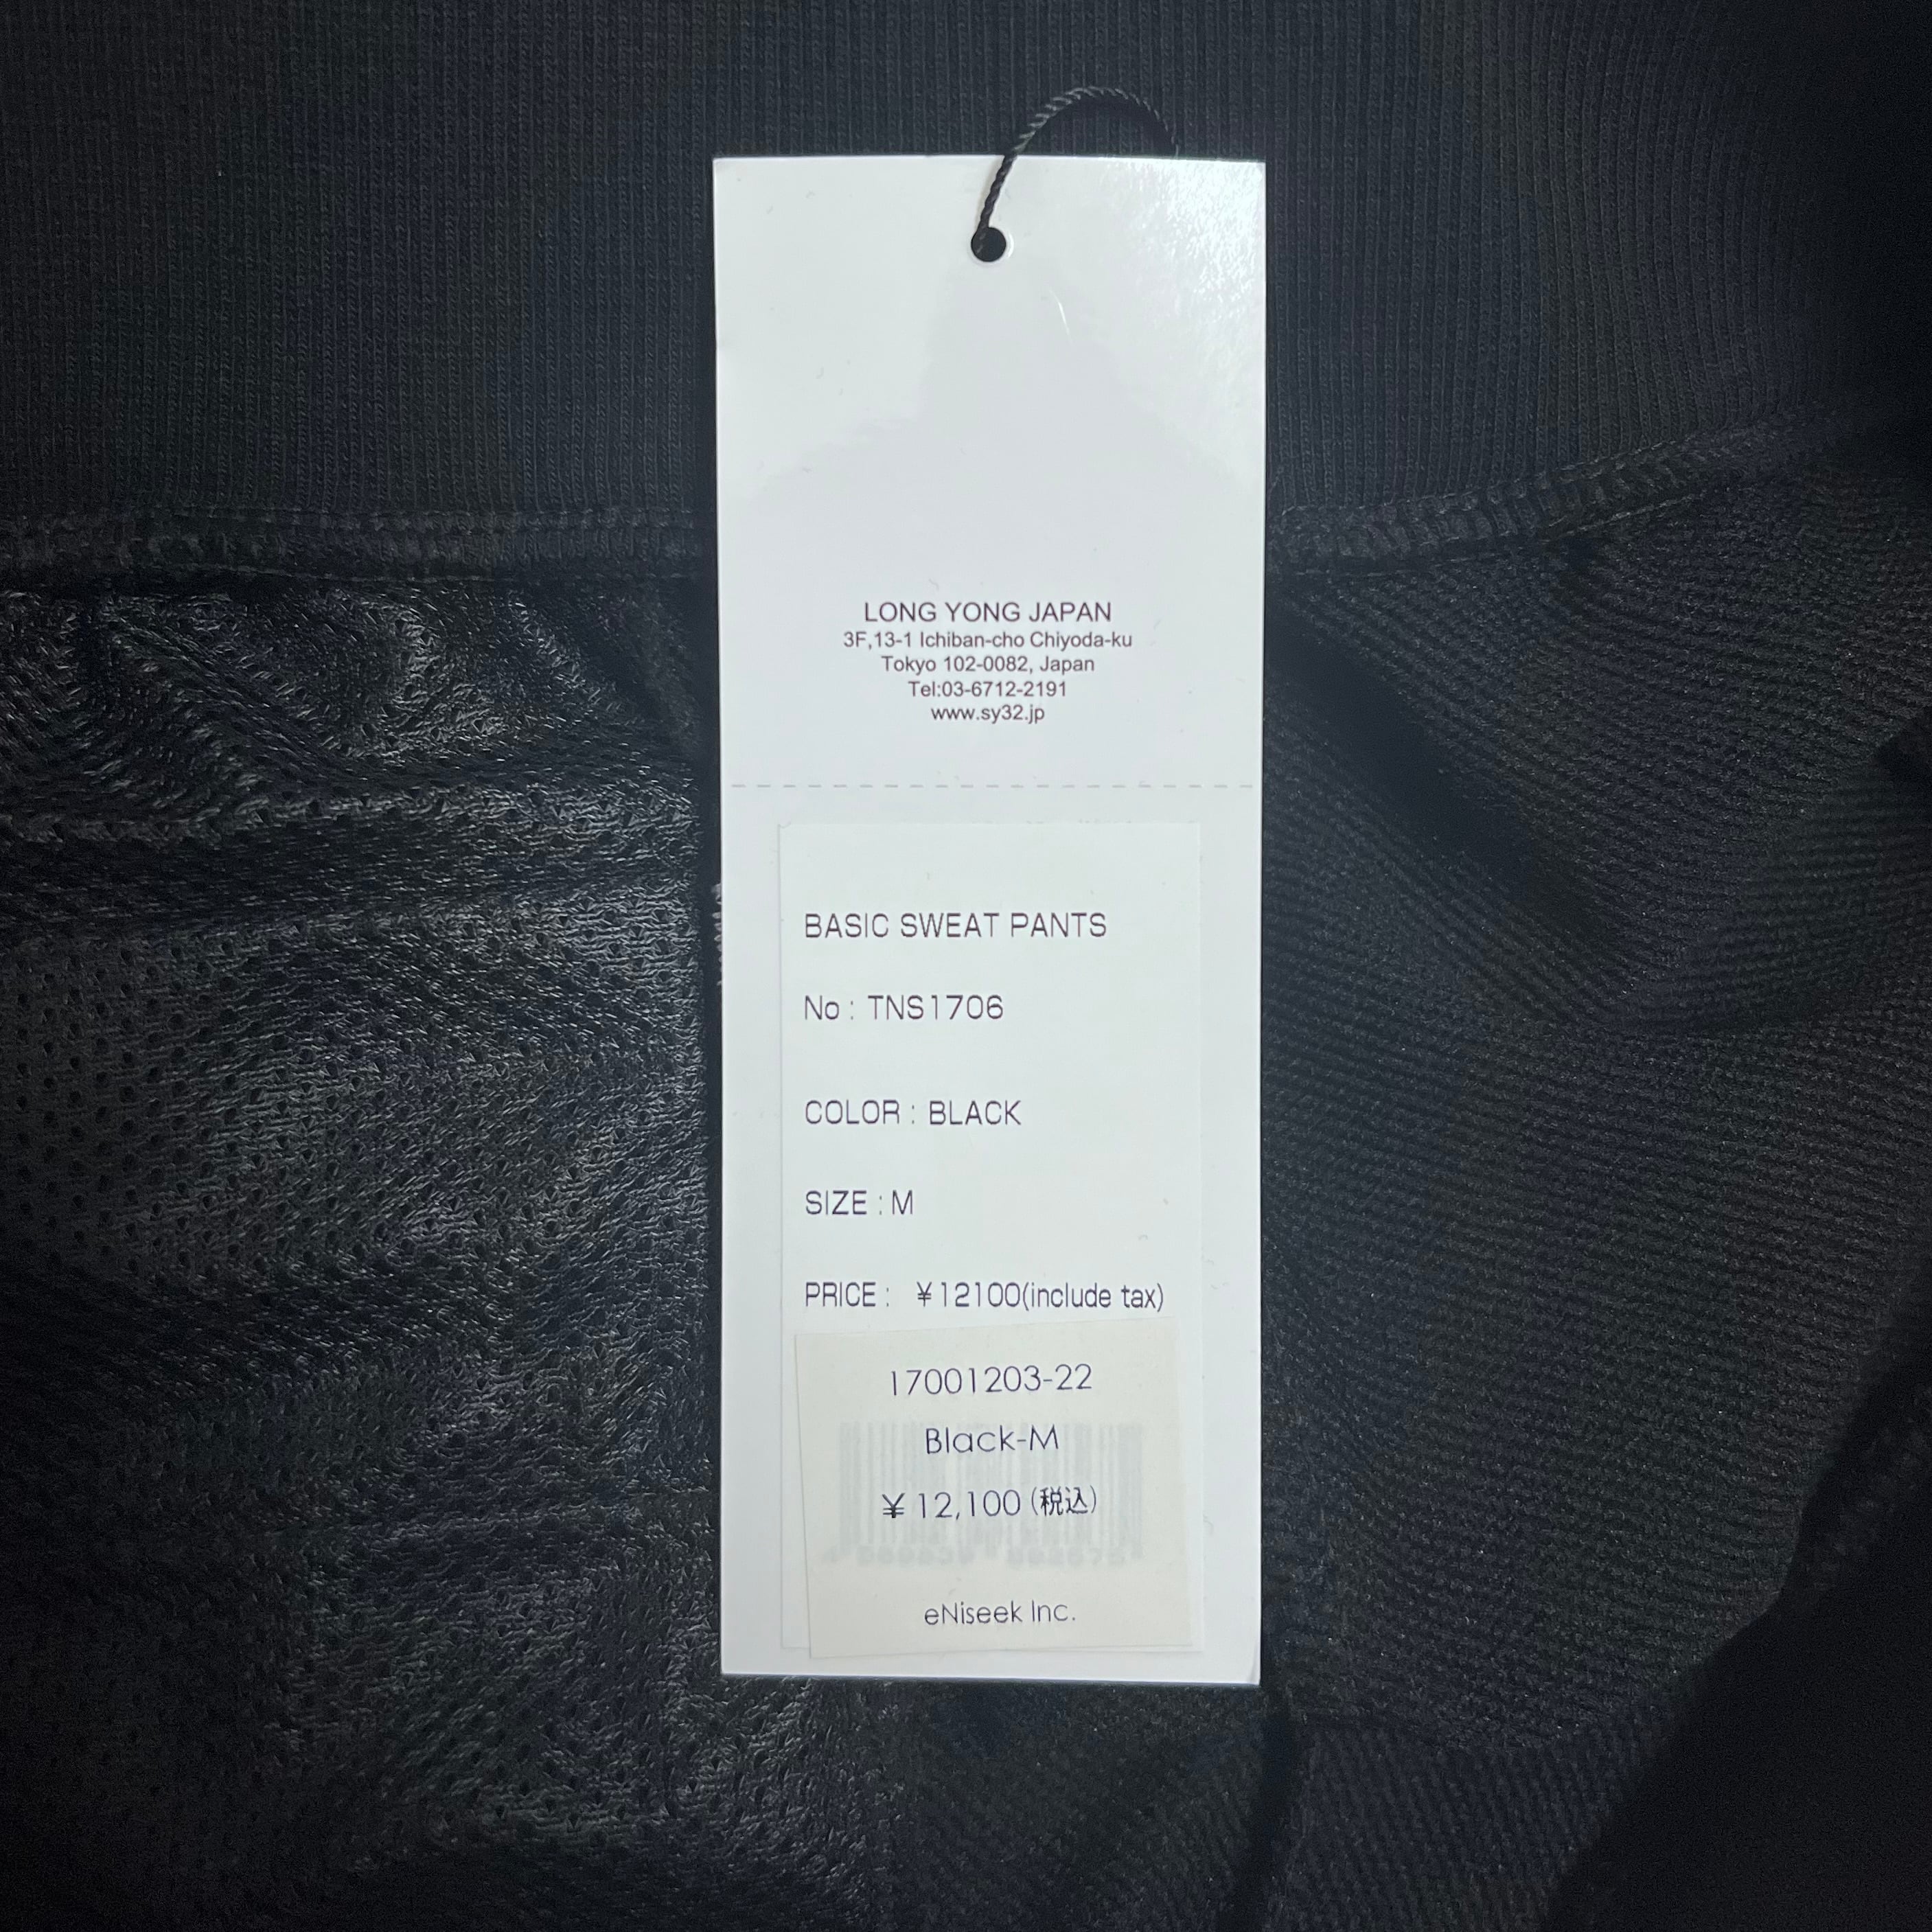 LONG YONG JAPAN
3F,13-1 Ichiban-cho Chiyoda-ku
Tokyo 102-0082, Japan
Tel:03-6712-2191
www.sy32.jp
BASIC SWEAT PANTS
No : TNS1706
COLOR : BLACK
SIZE : M
PRICE : ¥12100(include tax)
17001203-22
Black-M
¥12,100(税込)
eNiseek Inc.